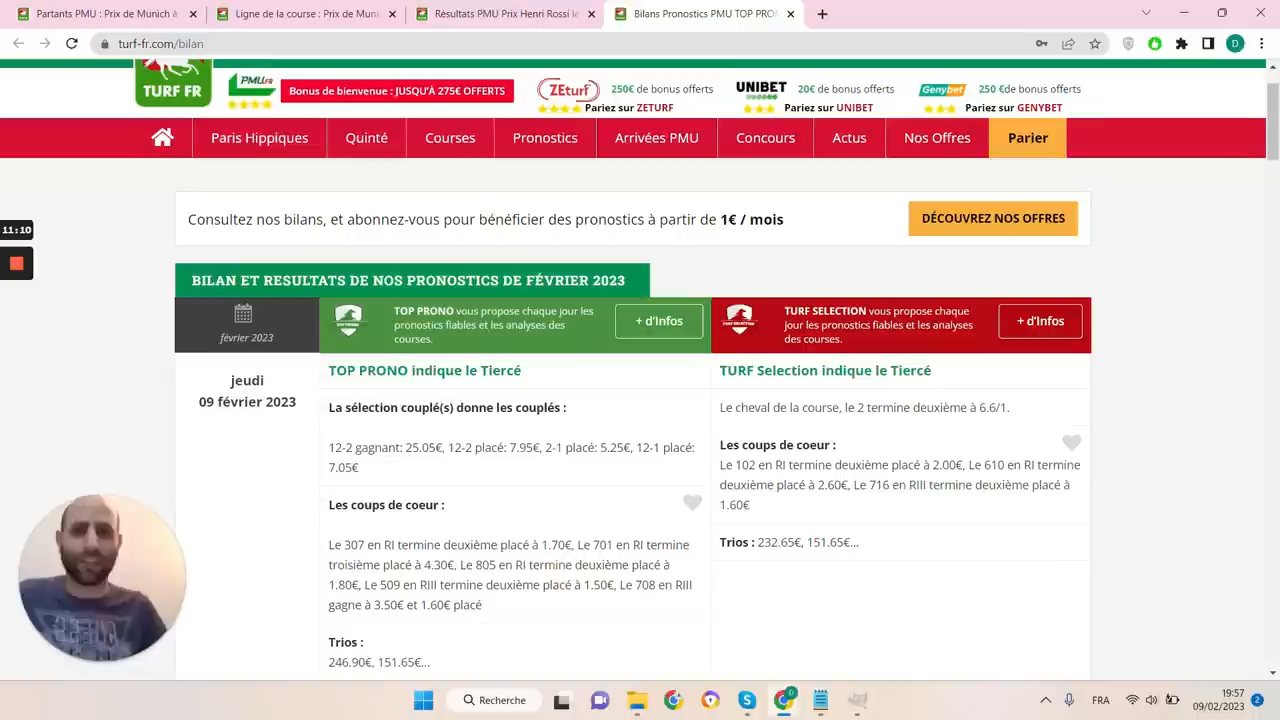 Partants PMU : Prix de Munich à
Ligne de la course : Prix de Muni
Résultats PMU Tiercé Henri Rossi le
Bilans Pronostics PMU TOP PRON
turf-fr.com/bilan
D
TURF FR
PMU.FR
Bonus de bienvenue : JUSQU'À 275€ OFFERTS
ZEturf
250€ de bonus offerts
Pariez sur ZETURF
UNIBET
20€ de bonus offerts
Pariez sur UNIBET
Genybet
250 €de bonus offerts
Pariez sur GENYBET
Paris Hippiques
Quinté
Courses
Pronostics
Arrivées PMU
Concours
Actus
Nos Offres
Parier
11:10
Consultez nos bilans, et abonnez-vous pour bénéficier des pronostics à partir de 1€ / mois
DÉCOUVREZ NOS OFFRES
BILAN ET RESULTATS DE NOS PRONOSTICS DE FÉVRIER 2023
février 2023
TOP PRONO vous propose chaque jour les
pronostics fiables et les analyses des
courses.
+ d'Infos
TURF SELECTION vous propose chaque
jour les pronostics fiables et les analyses
des courses.
+ d'Infos
jeudi
09 février 2023
TOP PRONO indique le Tiercé
La sélection couplé(s) donne les couplés :
12-2 gagnant: 25.05€, 12-2 placé: 7.95€, 2-1 placé: 5.25€, 12-1 placé:
7.05€
Les coups de coeur :
Le 307 en RI termine deuxième placé à 1.70€, Le 701 en RI termine
troisième placé à 4.30€, Le 805 en RI termine deuxième placé à
1.80€, Le 509 en RIII termine deuxième placé à 1.50€, Le 708 en RIII
gagne à 3.50€ et 1.60€ placé
Trios :
246.90€, 151.65€...
TURF Selection indique le Tiercé
Le cheval de la course, le 2 termine deuxième à 6.6/1.
Les coups de coeur :
Le 102 en RI termine deuxième placé à 2.00€, Le 610 en RI termine
deuxième placé à 2.60€, Le 716 en RIII termine deuxième placé à
1.60€
Trios : 232.65€, 151.65€...
Recherche
FRA
19:57
09/02/2023
2